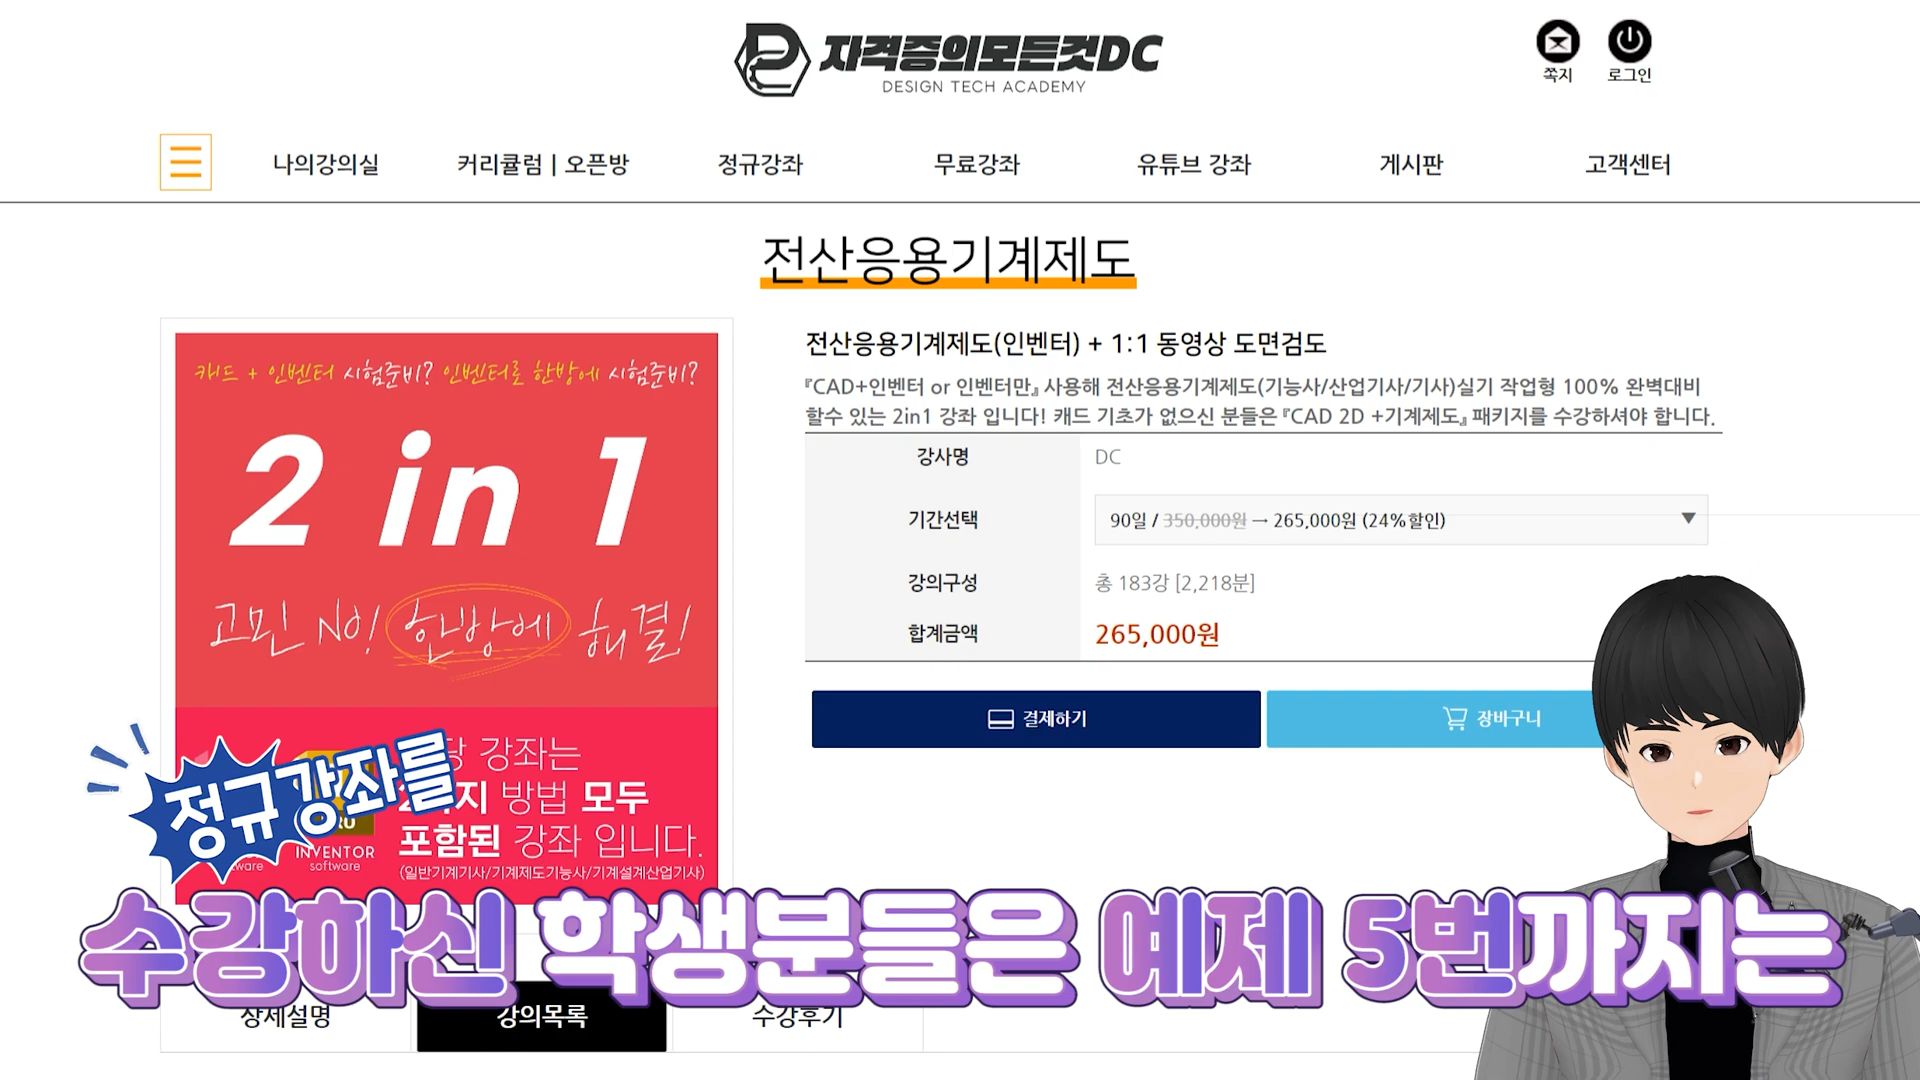 자격증의모든것DC
DESIGN TECH ACADEMY
쪽지
로그인
나의강의실
커리큘럼 | 오픈방
정규강좌
무료강좌
유튜브 강좌
게시판
고객센터
전산응용기계제도
캐드 + 인벤터 시험준비? 인벤터로 한방에 시험준비?
2 in 1
고민 NO! 한방에 해결!
강좌는
방법 모두
포함된 강좌 입니다.
(일반기계기사/기계제도기능사/기계설계산업기사)
INVENTOR
software
전산응용기계제도(인벤터) + 1:1 동영상 도면검도
『CAD+인벤터 or 인벤터만』 사용해 전산응용기계제도(기능사/산업기사/기사)실기 작업형 100% 완벽대비
할수 있는 2in1 강좌 입니다! 캐드 기초가 없으신 분들은 『CAD 2D +기계제도』 패키지를 수강하셔야 합니다.
강사명
DC
기간선택
90일 / 350,000원 → 265,000원 (24%할인)
강의구성
총 183강 [2,218분]
합계금액
265,000원
결제하기
장바구니
정규강좌를
수강하신 학생분들은 예제 5번까지는
상세설명
강의목록
수강후기